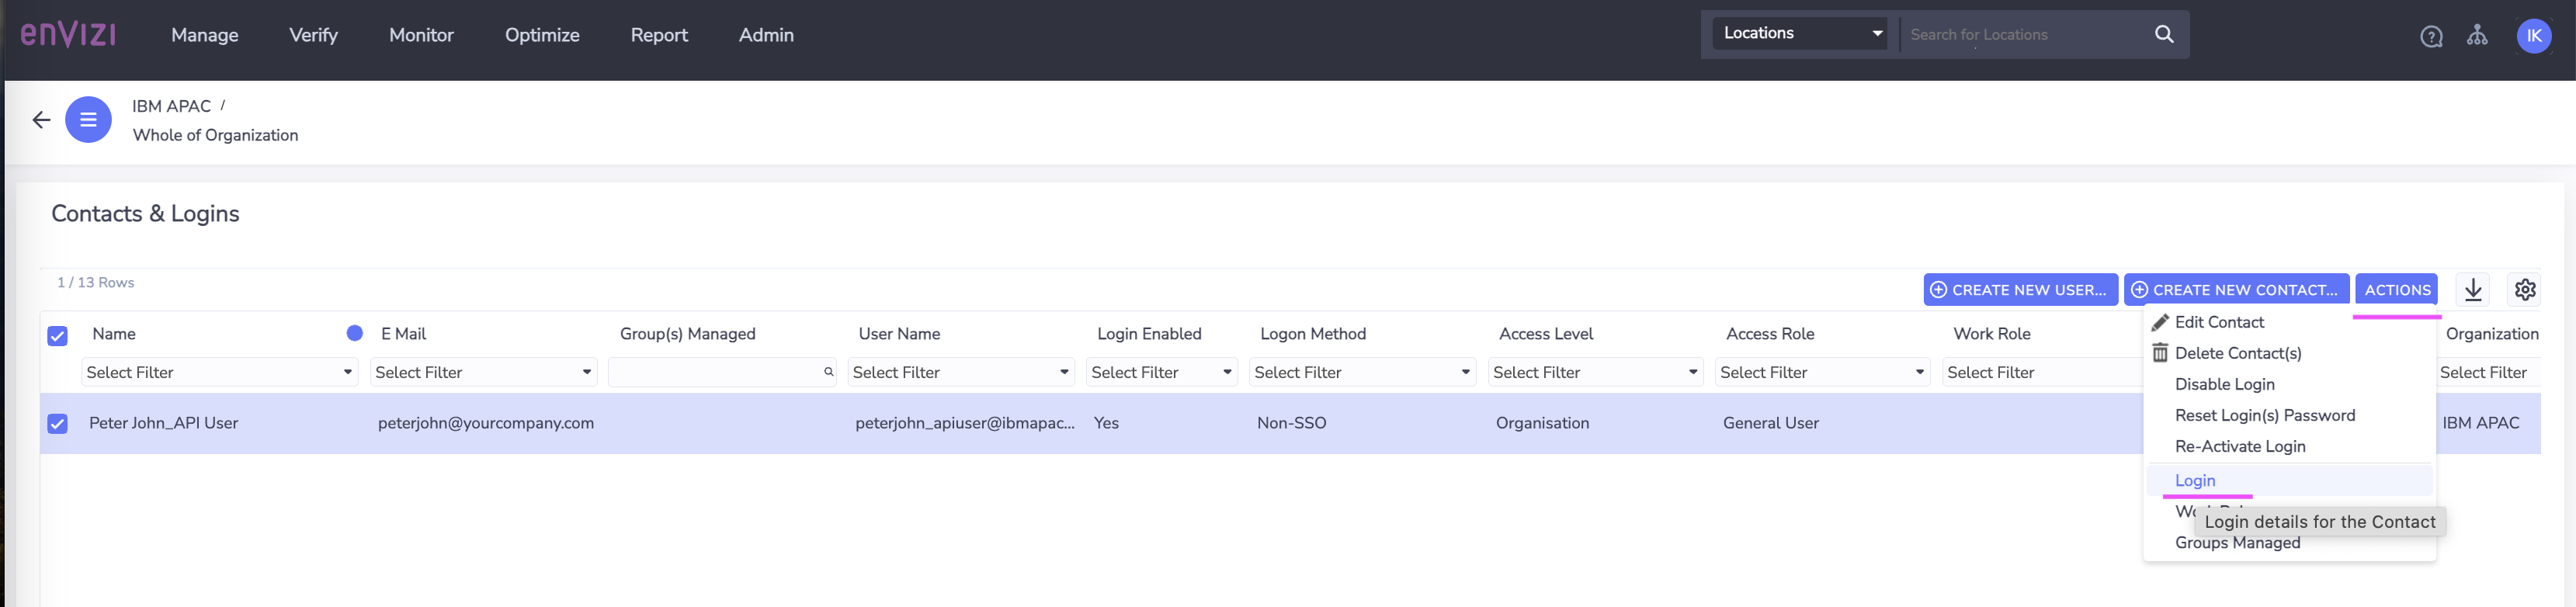 enVIZI
Manage Verify Monitor Optimize Report Admin
Locations
Search for Locations
IK
IBM APAC /
Whole of Organization
Contacts & Logins
1 / 13 Rows
CREATE NEW USER...
CREATE NEW CONTACT...
ACTIONS
Name E Mail Group(s) Managed User Name Login Enabled Logon Method Access Level Access Role Work Role Organization
Select Filter Select Filter Select Filter Select Filter Select Filter Select Filter Select Filter Select Filter Select Filter
Peter John_API User peterjohn@yourcompany.com peterjohn_apiuser@ibmapac... Yes Non-SSO Organisation General User IBM APAC
Edit Contact
Delete Contact(s)
Disable Login
Reset Login(s) Password
Re-Activate Login
Login
Login details for the Contact
Groups Managed